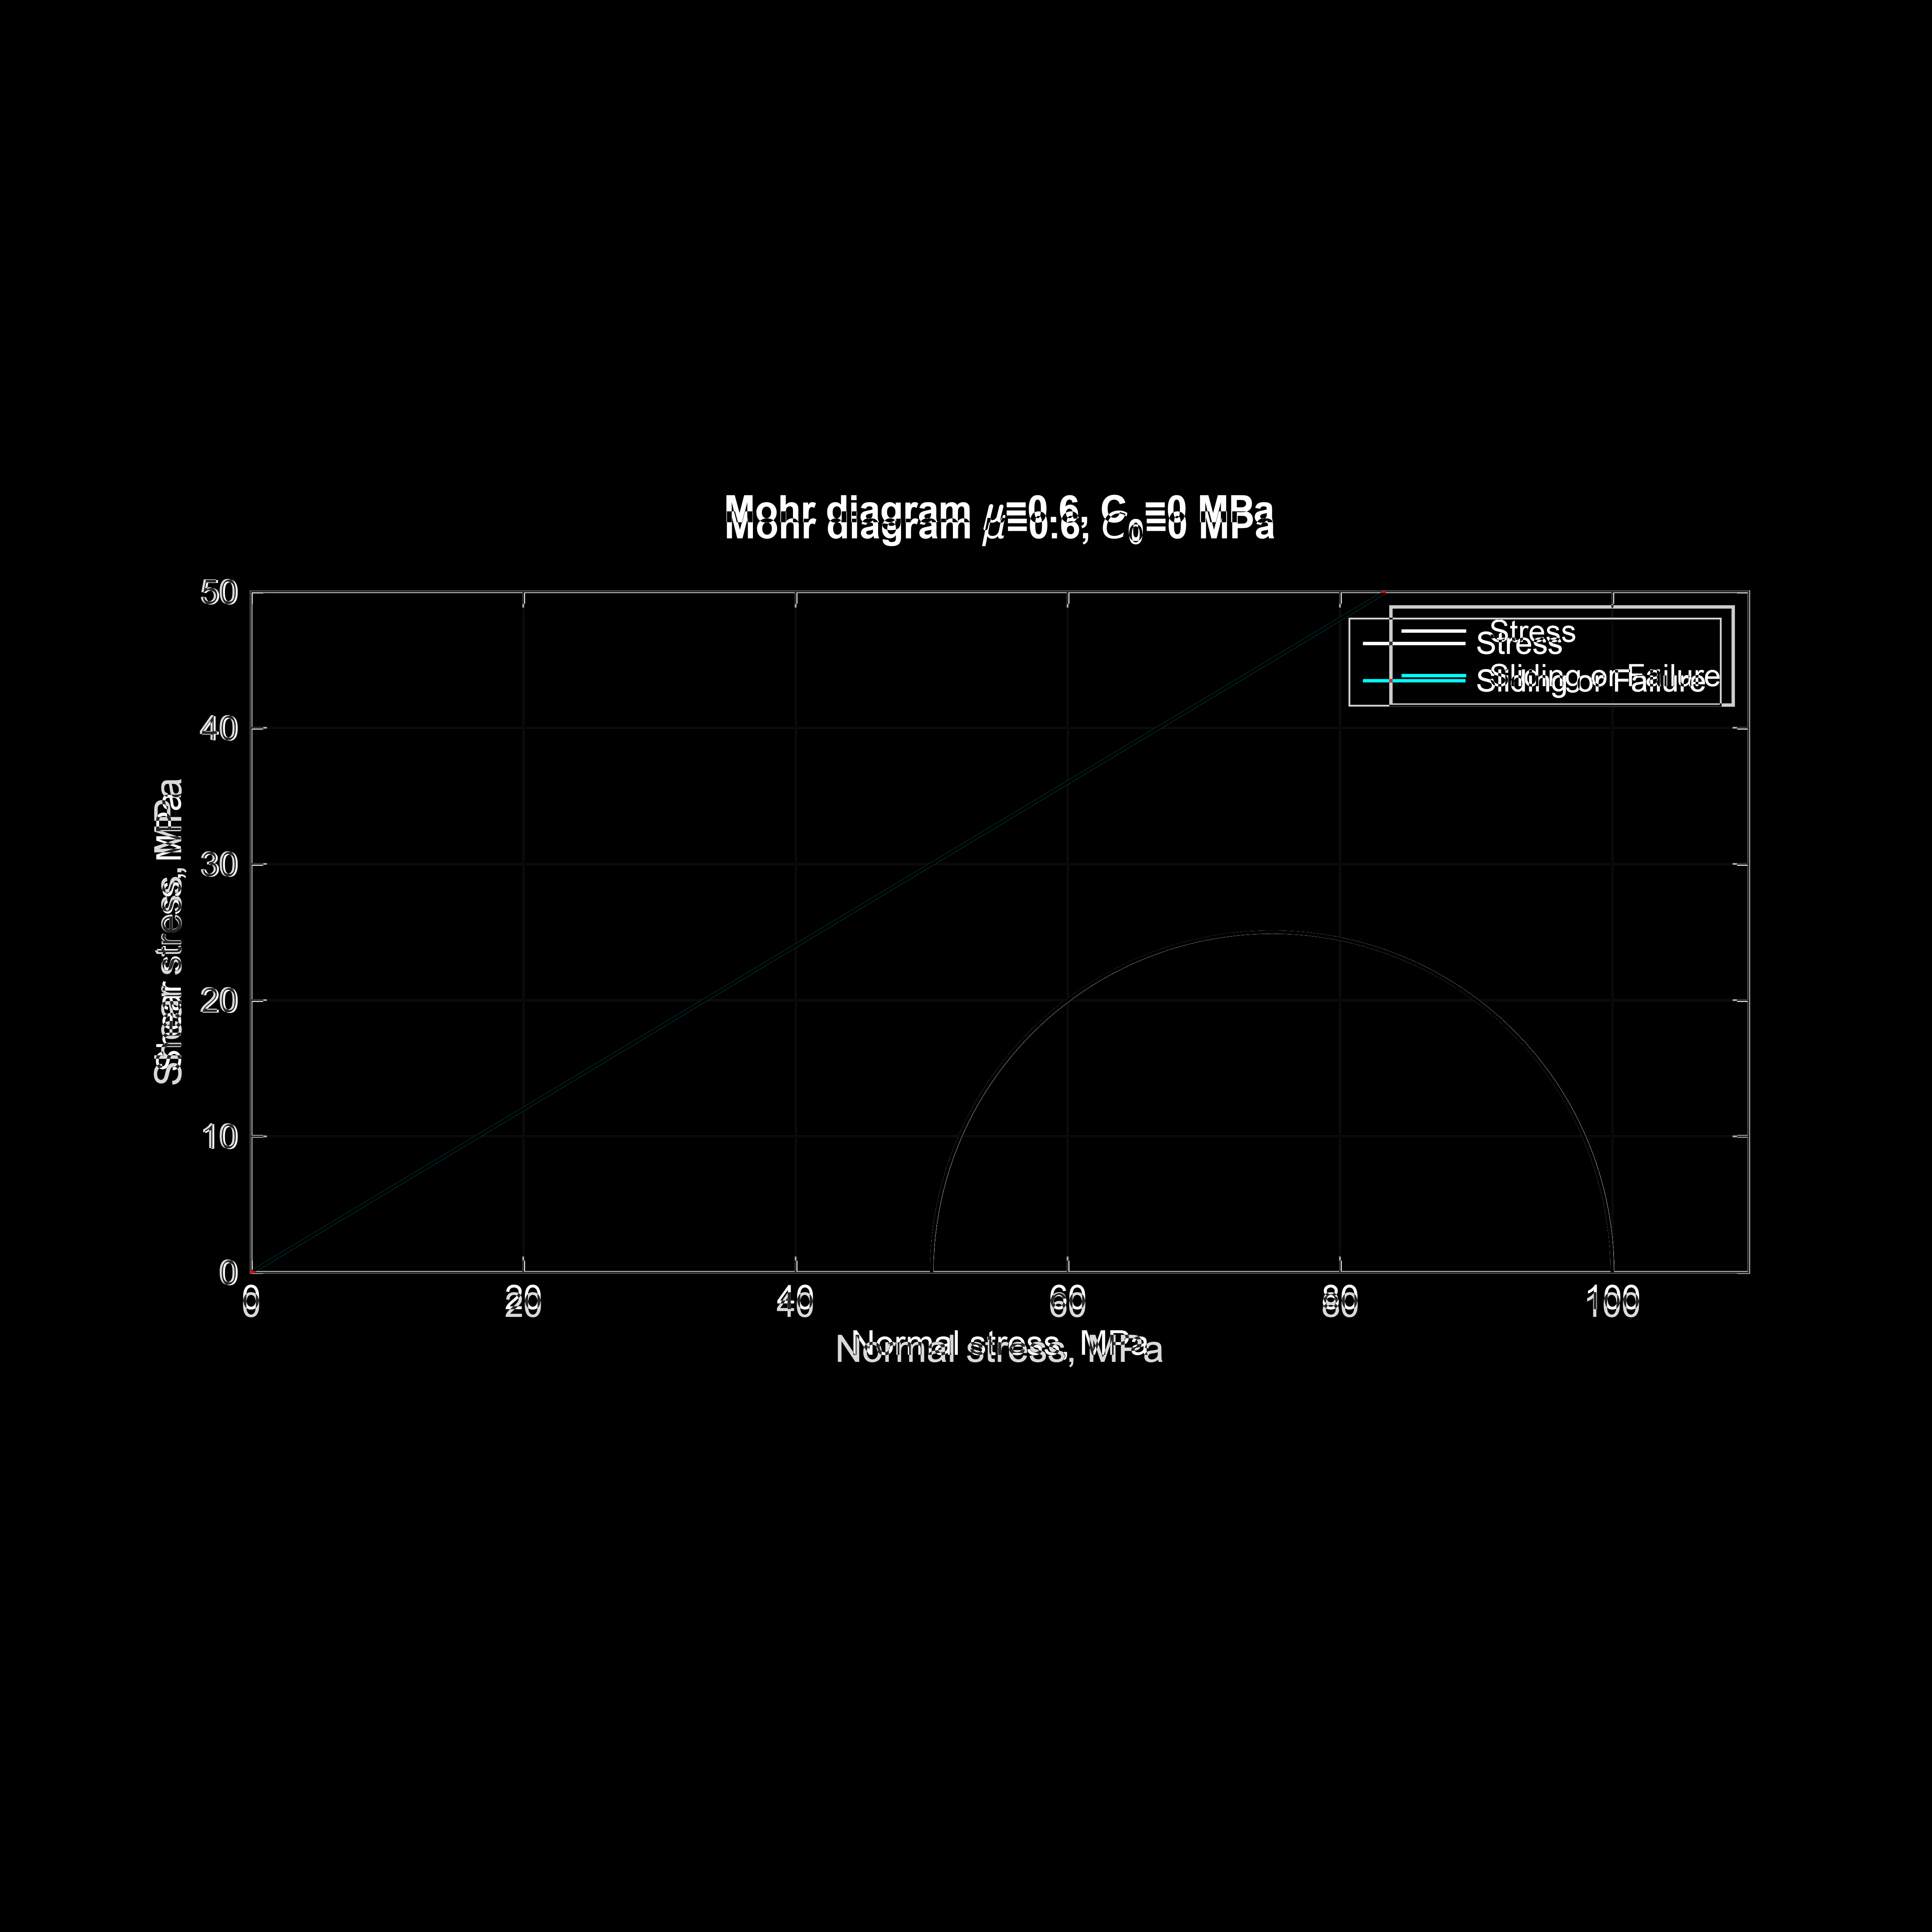 Mohr diagram μ=0.6, C₀=0 MPa
50
Stress
Sliding or Failure
40
30
20
10
0
Shear stress, MPa
0 20 40 60 80 100
Normal stress, MPa